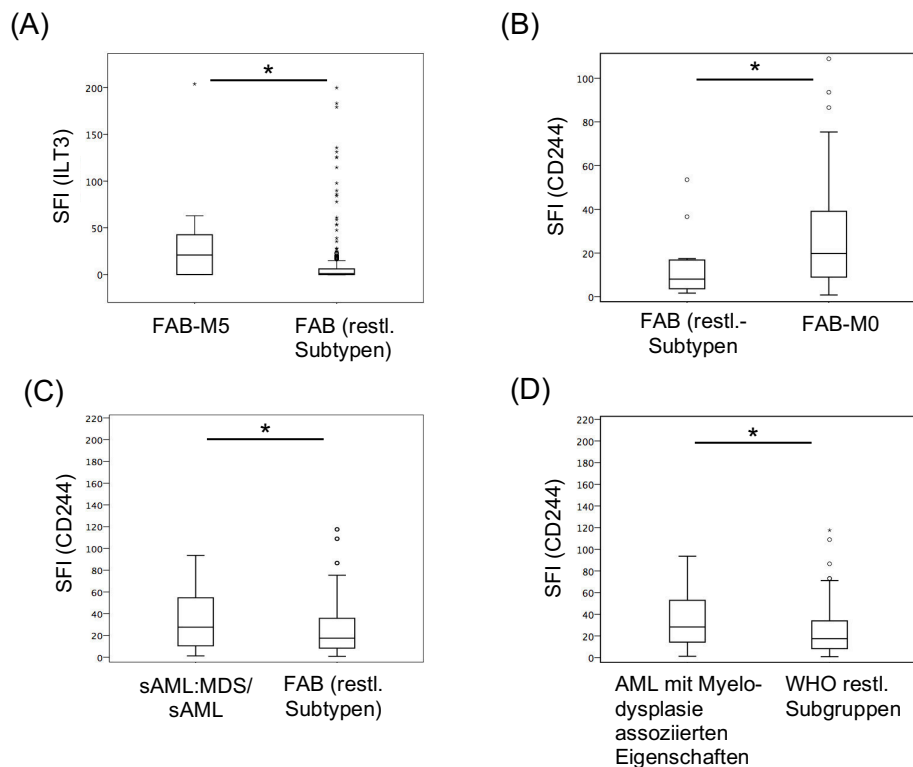 (A)
*
200
150
100
50
0
SFI (ILT3)
FAB-M5
FAB (restl.
Subtypen)
(B)
*
100
80
60
40
20
0
SFI (CD244)
FAB (restl.-
Subtypen
FAB-M0
(C)
*
220
200
180
160
140
120
100
80
60
40
20
0
SFI (CD244)
sAML:MDS/
sAML
FAB (restl.
Subtypen)
(D)
*
220
200
180
160
140
120
100
80
60
40
20
0
SFI (CD244)
AML mit Myelo-
dysplasie
assoziierten
Eigenschaften
WHO restl.
Subgruppen